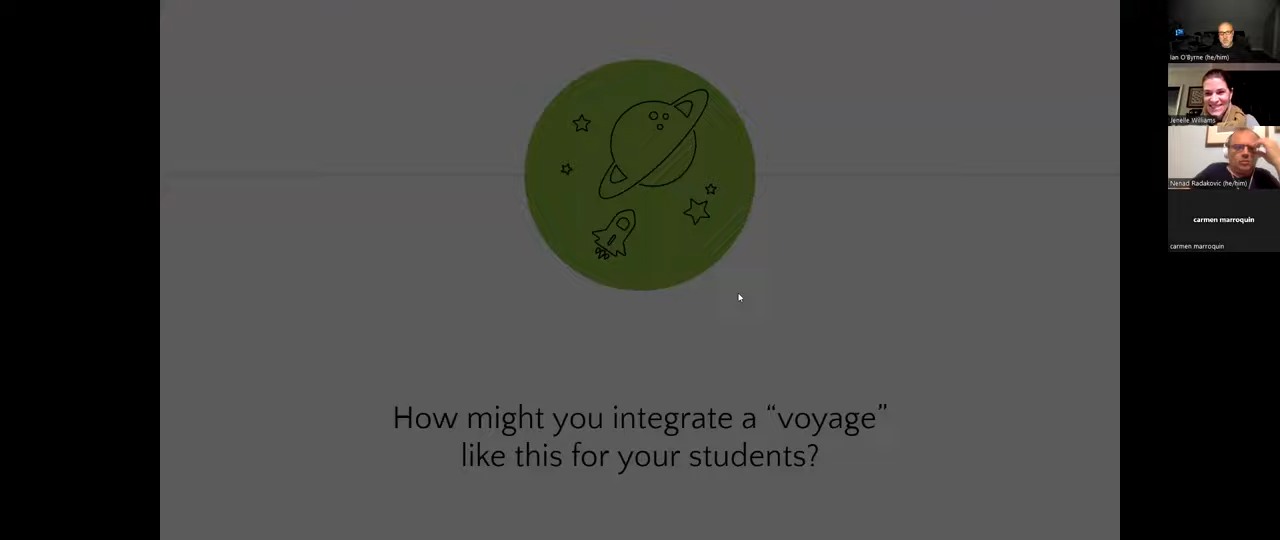 How might you integrate a “voyage”
like this for your students?
Ian O'Byrne (he/him)
Jenelle Williams
Nenad Radakovic (he/him)
carmen marroquin
carmen marroquin